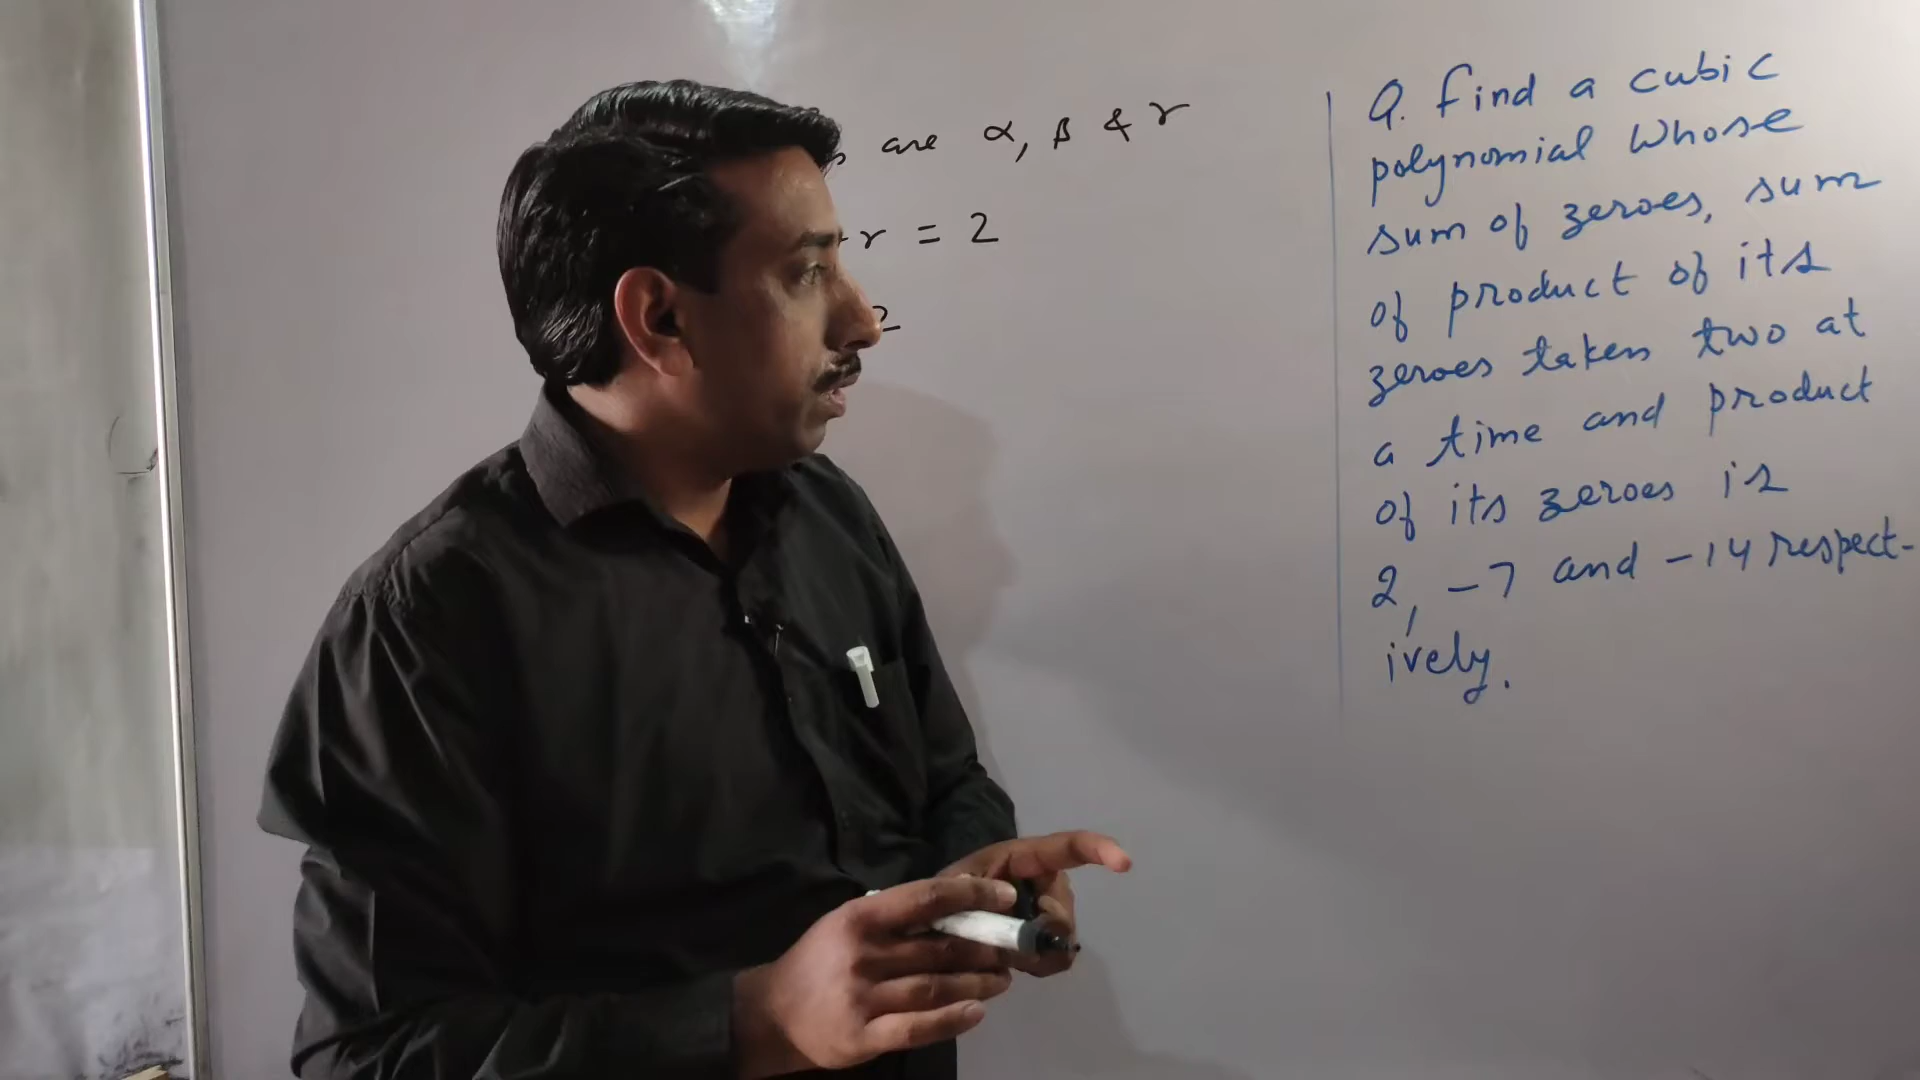 are α, β & γ
+ γ = 2
2
Q. find a cubic
polynomial whose
sum of zeroes, sum
of product of its
zeroes taken two at
a time and product
of its zeroes is
2, -7 and -14 respect-
ively.